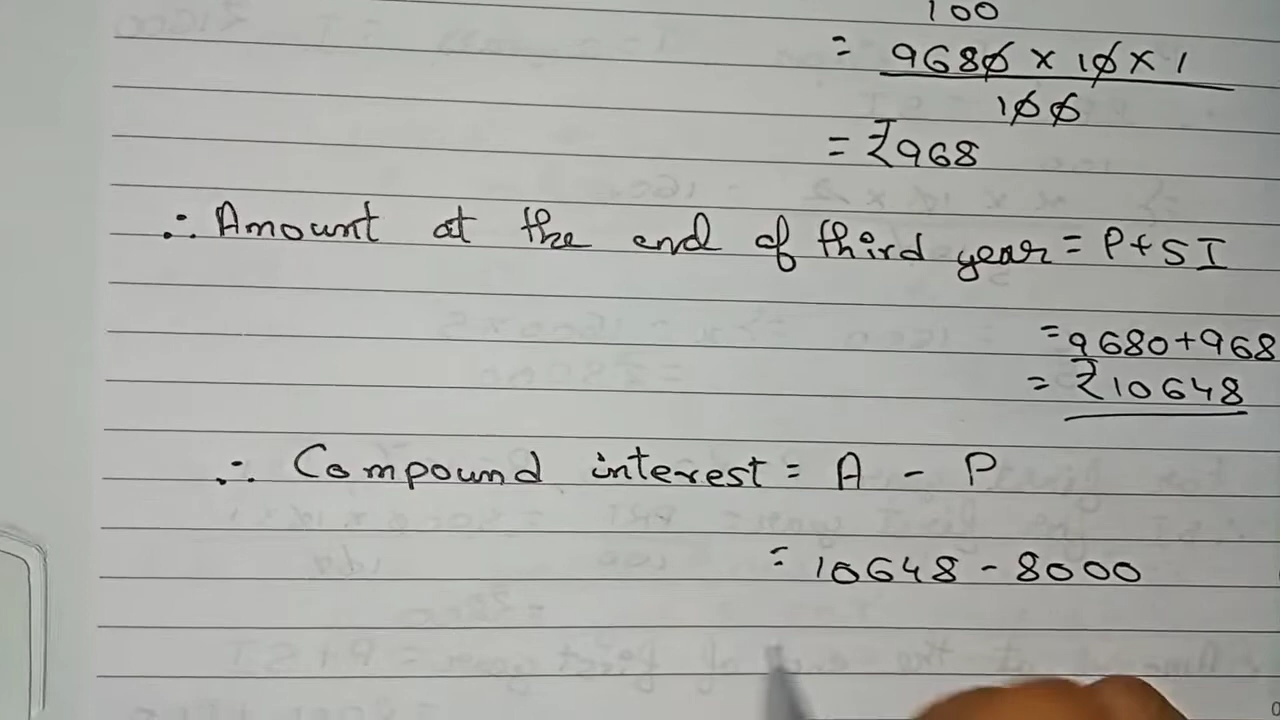 100
= 9680 × 10 × 1
100
= ₹968
∴ Amount at the end of third year = P + SI
= 9680 + 968
= ₹10648
∴ Compound interest = A - P
= 10648 - 8000